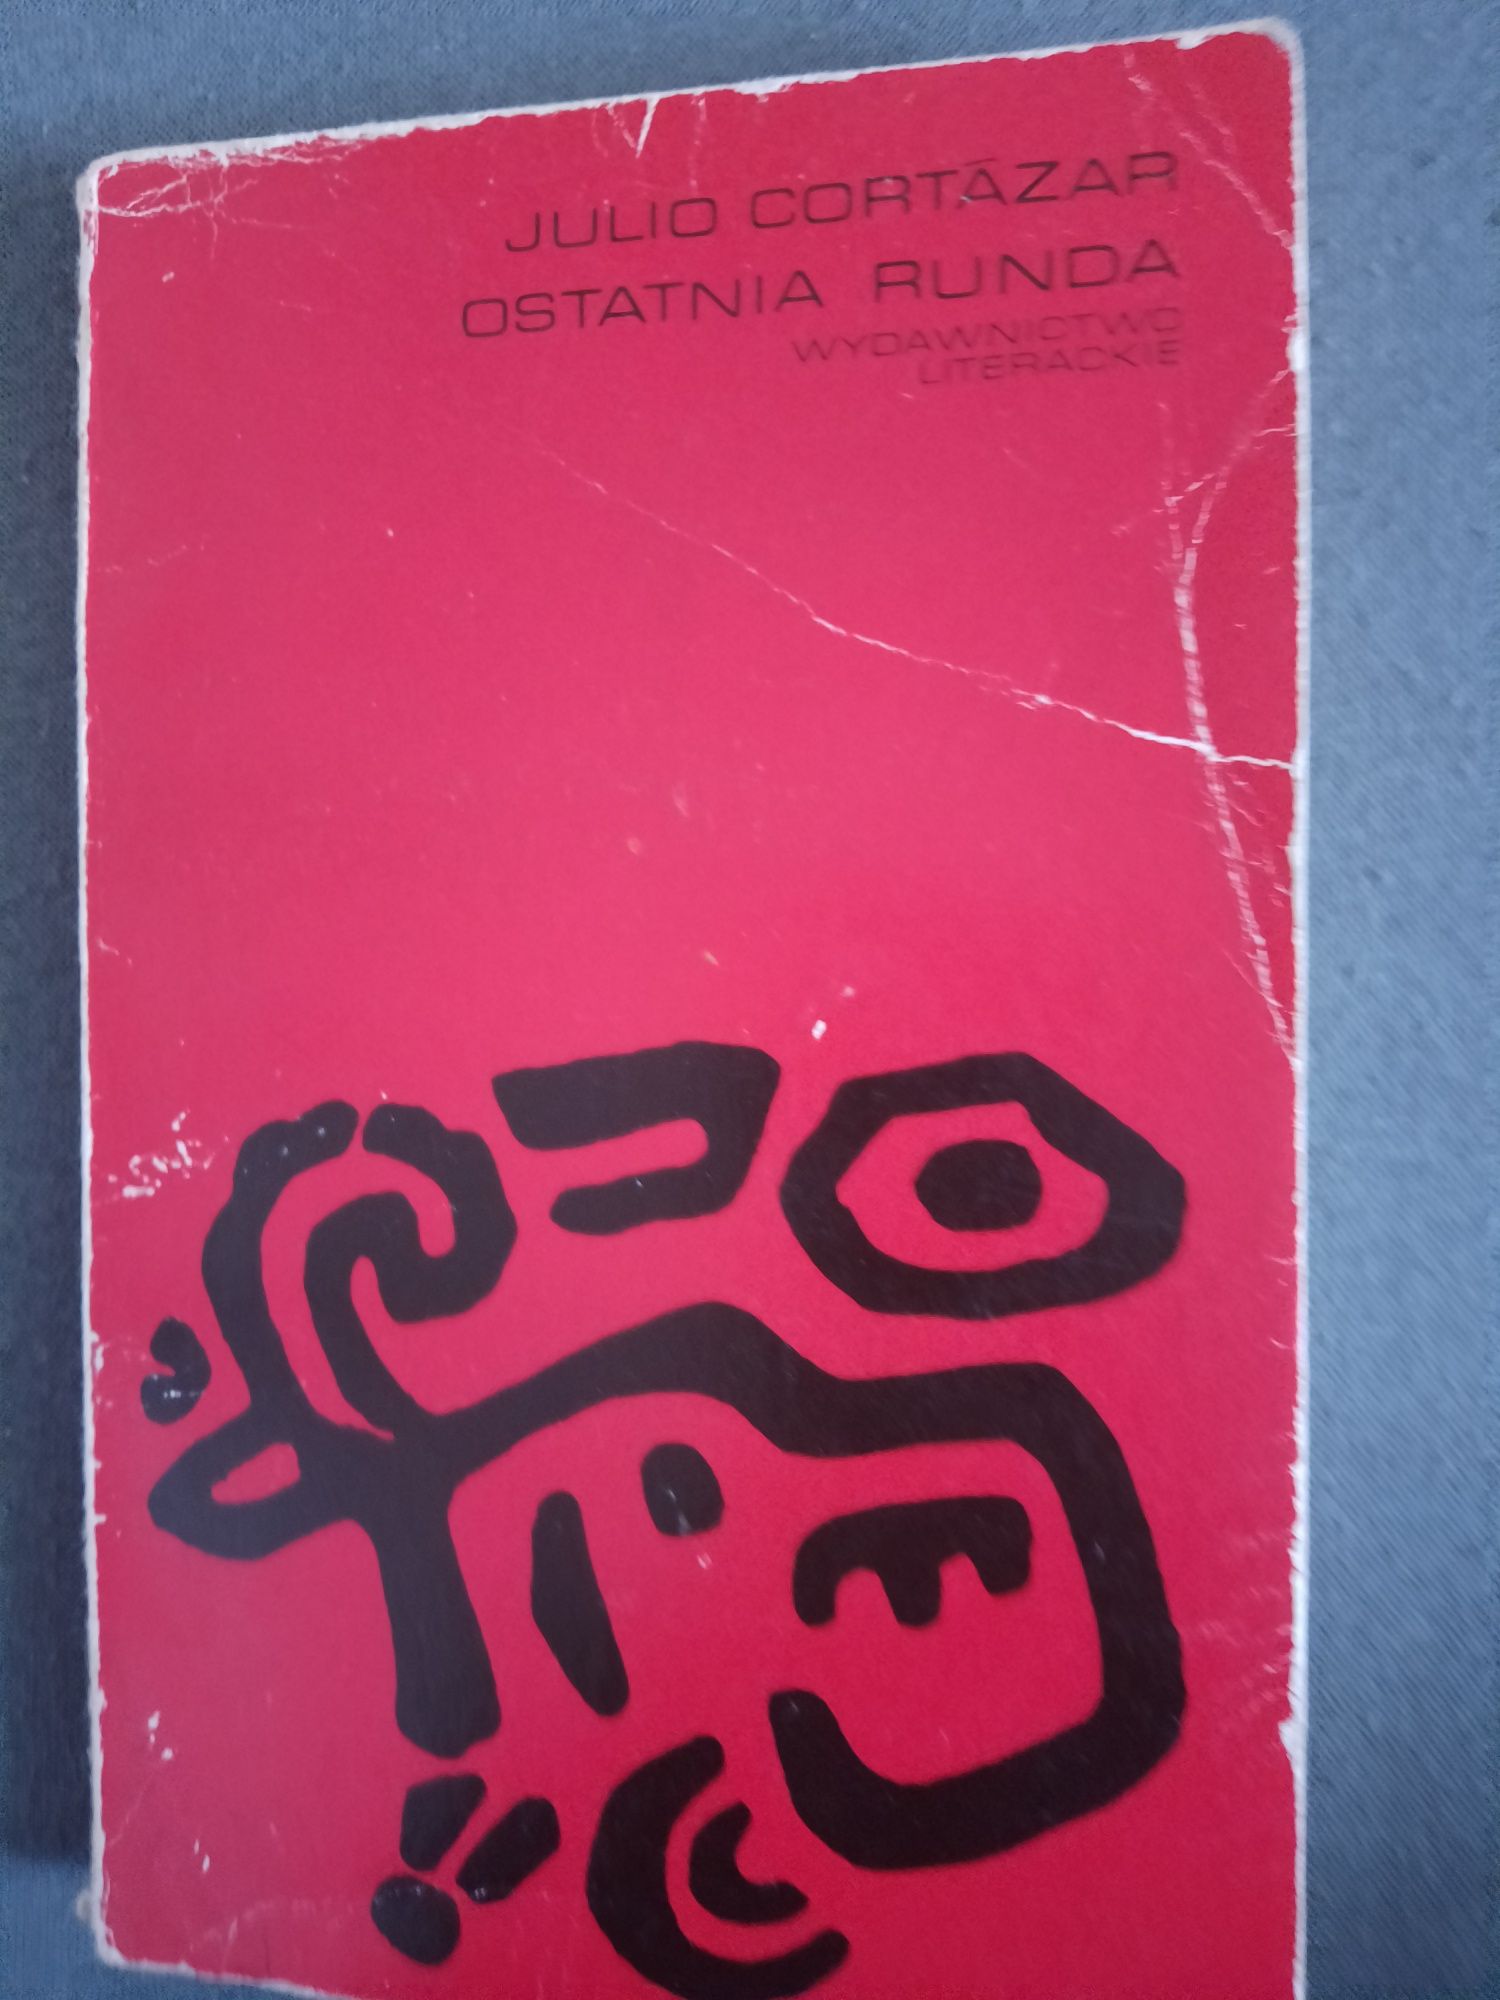 JULIO CORTÁZAR
OSTATNIA RUNDA
WYDAWNICTWO
LITERACKIE